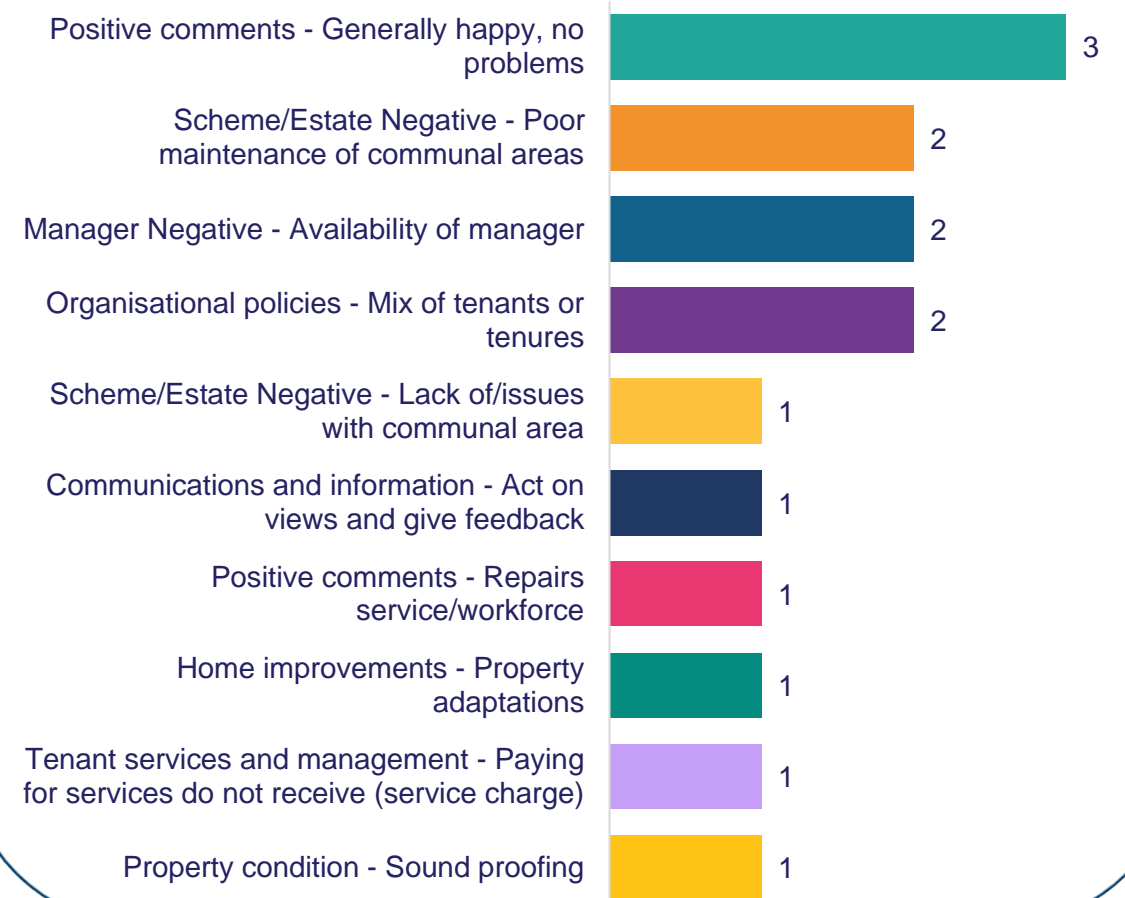 Positive comments - Generally happy, no
problems
3
Scheme/Estate Negative - Poor
maintenance of communal areas
2
Manager Negative - Availability of manager
2
Organisational policies - Mix of tenants or
tenures
2
Scheme/Estate Negative - Lack of/issues
with communal area
1
Communications and information - Act on
views and give feedback
1
Positive comments - Repairs
service/workforce
1
Home improvements - Property
adaptations
1
Tenant services and management - Paying
for services do not receive (service charge)
1
Property condition - Sound proofing
1